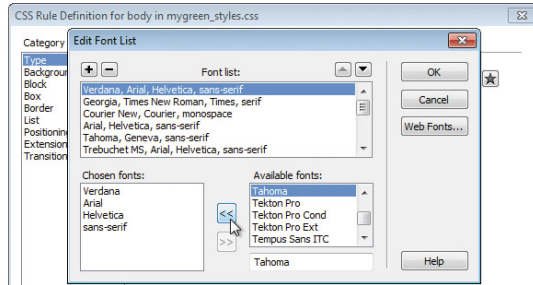 CSS Rule Definition for body in mygreen_styles.css
Category
Edit Font List
Type
Backgrour
Block
Box
Border
List
Positionin
Extension
Transition
Font list:
Verdana, Arial, Helvetica, sans-serif
Georgia, Times New Roman, Times, serif
Courier New, Courier, monospace
Arial, Helvetica, sans-serif
Tahoma, Geneva, sans-serif
Trebuchet MS, Arial, Helvetica, sans-serif
OK
Cancel
Web Fonts...
Chosen fonts:
Verdana
Arial
Helvetica
sans-serif
<<
>>
Available fonts:
Tahoma
Tekton Pro
Tekton Pro Cond
Tekton Pro Ext
Tempus Sans ITC
Tahoma
Help